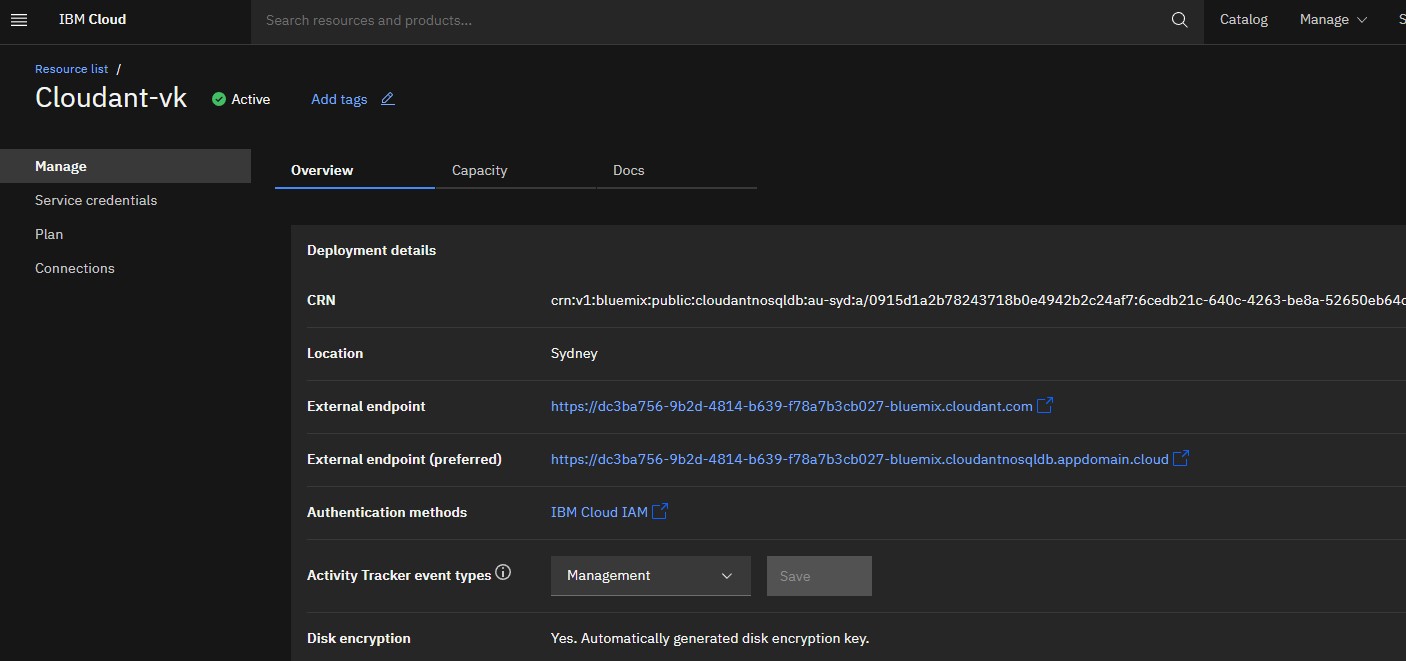 IBM Cloud
Search resources and products...
Catalog
Manage
Resource list /
Cloudant-vk
Active
Add tags
Manage
Service credentials
Plan
Connections
Overview
Capacity
Docs
Deployment details
CRN
crn:v1:bluemix:public:cloudantnosqldb:au-syd:a/0915d1a2b78243718b0e4942b2c24af7:6cedb21c-640c-4263-be8a-52650eb64c
Location
Sydney
External endpoint
https://dc3ba756-9b2d-4814-b639-f78a7b3cb027-bluemix.cloudant.com
External endpoint (preferred)
https://dc3ba756-9b2d-4814-b639-f78a7b3cb027-bluemix.cloudantnosqldb.appdomain.cloud
Authentication methods
IBM Cloud IAM
Activity Tracker event types
Management
Save
Disk encryption
Yes. Automatically generated disk encryption key.